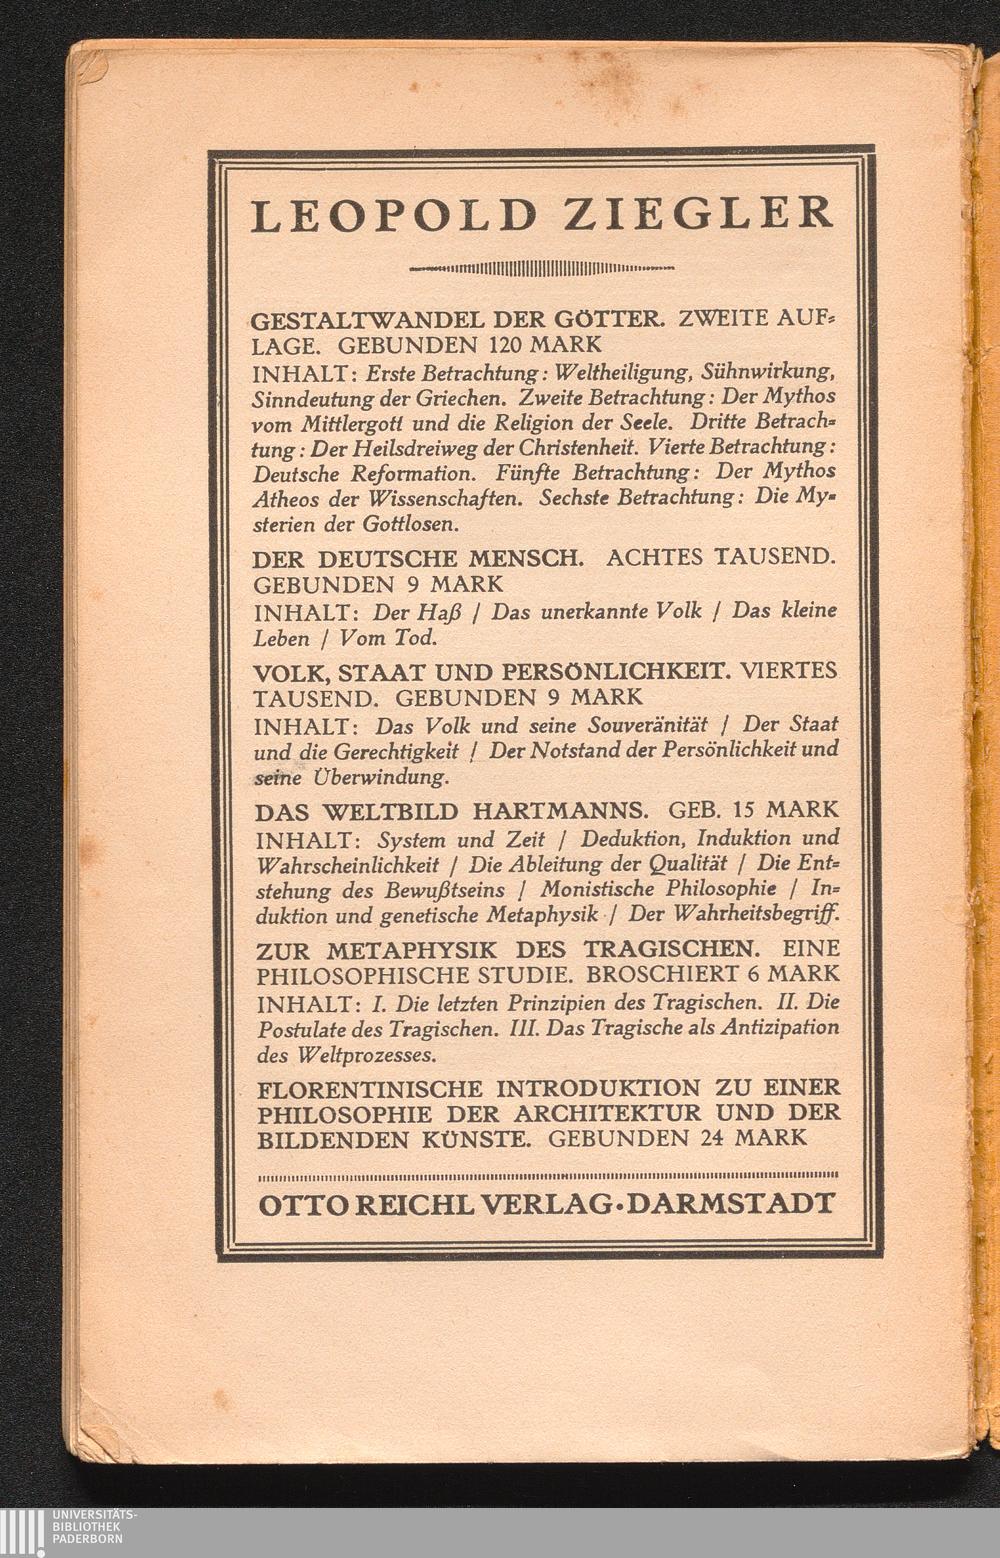 LEOPOLD ZIEGLER
GESTALTWANDEL DER GÖTTER. ZWEITE AUF-
LAGE. GEBUNDEN 120 MARK
INHALT: Erste Betrachtung: Weltheiligung, Sühnwirkung,
Sinndeutung der Griechen. Zweite Betrachtung: Der Mythos
vom Mittlergott und die Religion der Seele. Dritte Betrach-
tung: Der Heilsdreiweg der Christenheit. Vierte Betrachtung:
Deutsche Reformation. Fünfte Betrachtung: Der Mythos
Atheos der Wissenschaften. Sechste Betrachtung: Die My-
sterien der Gottlosen.
DER DEUTSCHE MENSCH. ACHTES TAUSEND.
GEBUNDEN 9 MARK
INHALT: Der Haß / Das unerkannte Volk / Das kleine
Leben / Vom Tod.
VOLK, STAAT UND PERSÖNLICHKEIT. VIERTES
TAUSEND. GEBUNDEN 9 MARK
INHALT: Das Volk und seine Souveränität / Der Staat
und die Gerechtigkeit / Der Notstand der Persönlichkeit und
seine Überwindung.
DAS WELTBILD HARTMANNS. GEB. 15 MARK
INHALT: System und Zeit / Deduktion, Induktion und
Wahrscheinlichkeit / Die Ableitung der Qualität / Die Ent-
stehung des Bewußtseins / Monistische Philosophie / In-
duktion und genetische Metaphysik / Der Wahrheitsbegriff.
ZUR METAPHYSIK DES TRAGISCHEN. EINE
PHILOSOPHISCHE STUDIE. BROSCHIERT 6 MARK
INHALT: I. Die letzten Prinzipien des Tragischen. II. Die
Postulate des Tragischen. III. Das Tragische als Antizipation
des Weltprozesses.
FLORENTINISCHE INTRODUKTION ZU EINER
PHILOSOPHIE DER ARCHITEKTUR UND DER
BILDENDEN KÜNSTE. GEBUNDEN 24 MARK
OTTO REICHL VERLAG·DARMSTADT
UNIVERSITÄTS-
BIBLIOTHEK
PADERBORN